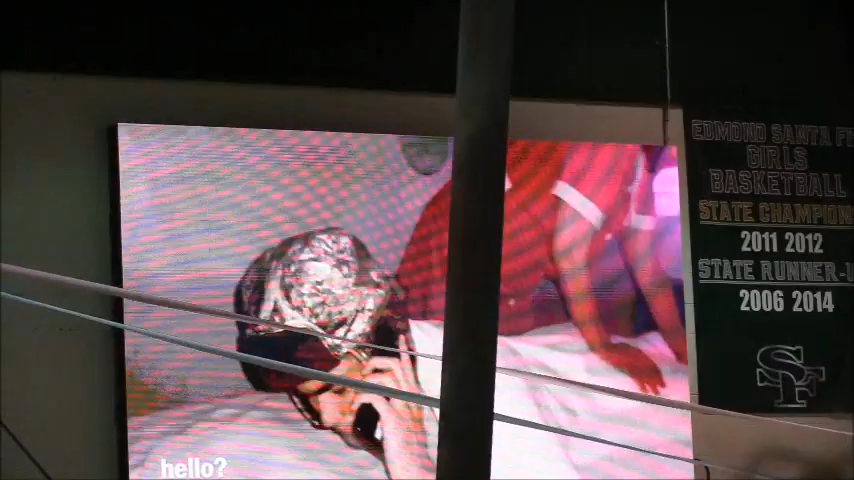 EDMOND SANTA F
GIRLS
BASKETBALL
STATE CHAMPION
2011 2012
STATE RUNNER-U
2006 2014
SF
hello?